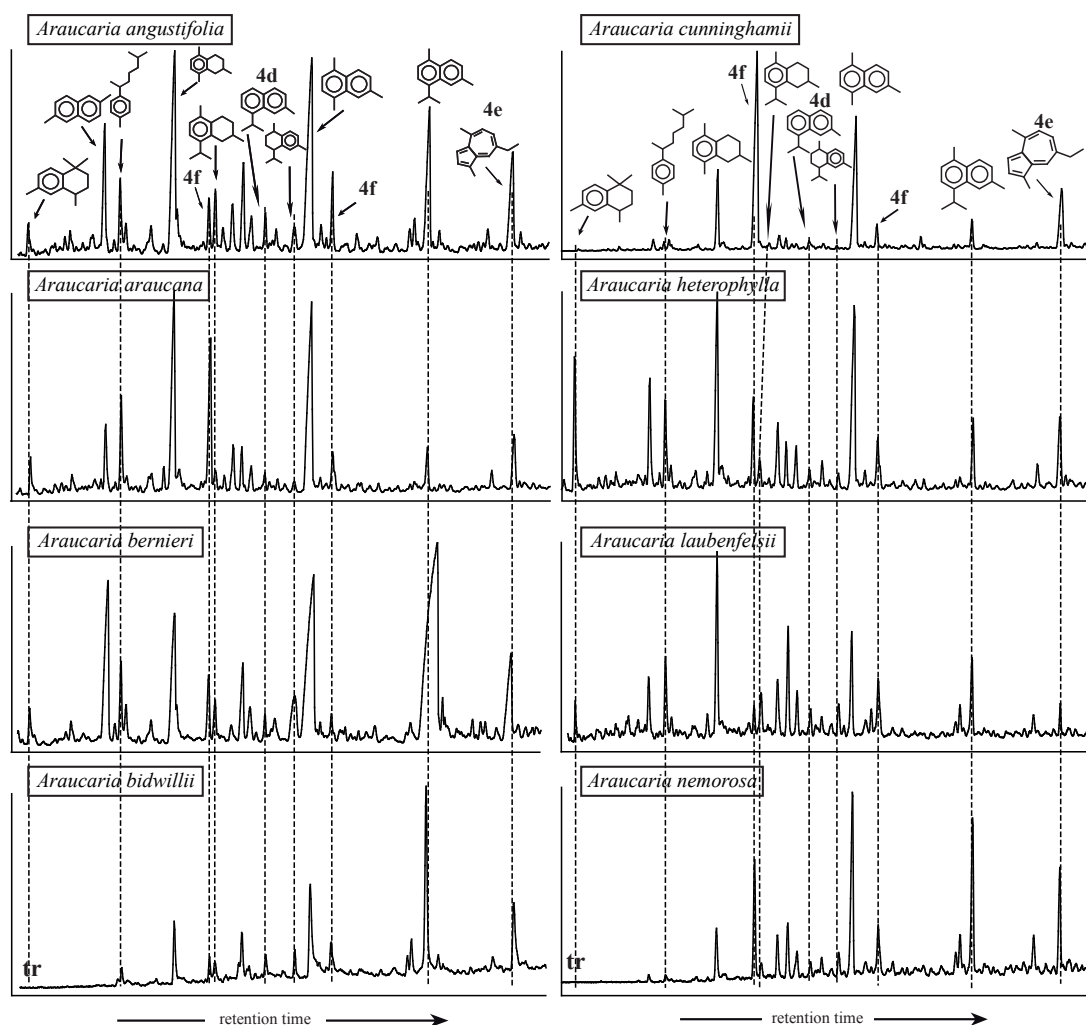 Araucaria angustifolia
4d
4f
4f
4e
Araucaria araucana
Araucaria bernieri
Araucaria bidwillii
tr
retention time
Araucaria cunninghamii
4f
4d
4f
4e
Araucaria heterophylla
Araucaria laubenfelsii
Araucaria nemorosa
tr
retention time